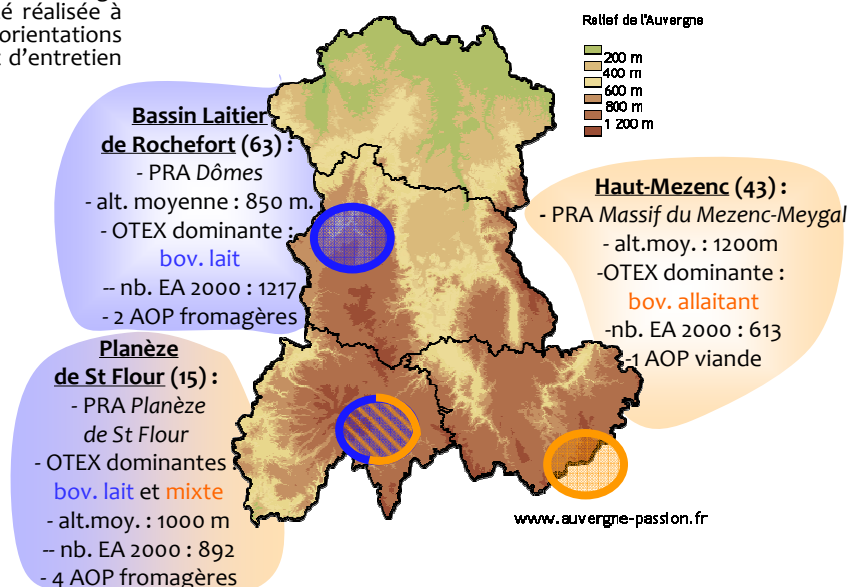 é réalisée à
orientations
d'entretien
Relief de l'Auvergne
200 m
400 m
600 m
800 m
1 200 m
Bassin Laitier
de Rochefort (63) :
- PRA Dômes
- alt. moyenne : 850 m.
- OTEX dominante :
bov. lait
-- nb. EA 2000 : 1217
- 2 AOP fromagères
Haut-Mezenc (43) :
- PRA Massif du Mezenc-Meygal
- alt.moy. : 1200m
-OTEX dominante :
bov. allaitant
-nb. EA 2000 : 613
-1 AOP viande
Planèze
de St Flour (15) :
- PRA Planèze
de St Flour
- OTEX dominantes :
bov. lait et mixte
- alt.moy. : 1000 m
-- nb. EA 2000 : 892
- 4 AOP fromagères
www.auvergne-passion.fr